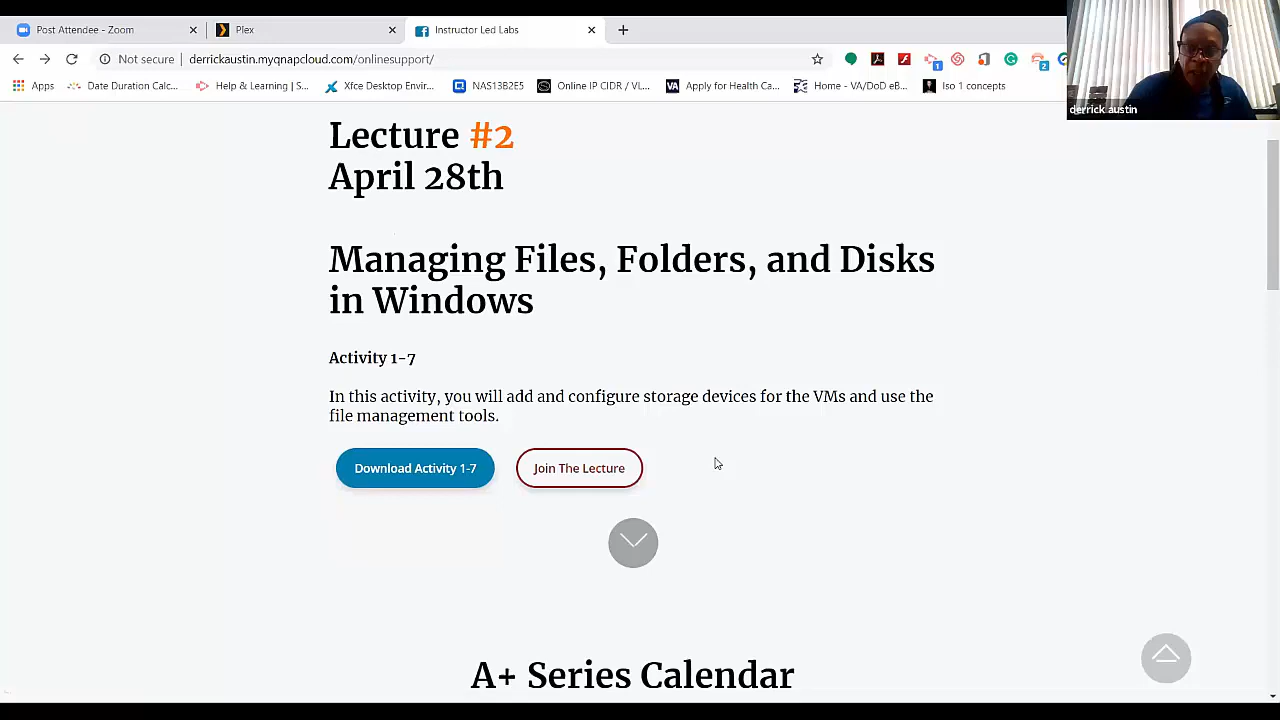 Post Attendee - Zoom
Plex
Instructor Led Labs
Not secure
derrickaustin.myqnapcloud.com/onlinesupport/
Apps
Date Duration Calc...
Help & Learning | S...
Xfce Desktop Envir...
NAS13B2E5
Online IP CIDR / VL...
Apply for Health Ca...
Home - VA/DoD eB...
Iso 1 concepts
derrick austin
Lecture #2
April 28th
Managing Files, Folders, and Disks
in Windows
Activity 1-7
In this activity, you will add and configure storage devices for the VMs and use the
file management tools.
Download Activity 1-7
Join The Lecture
A+ Series Calendar